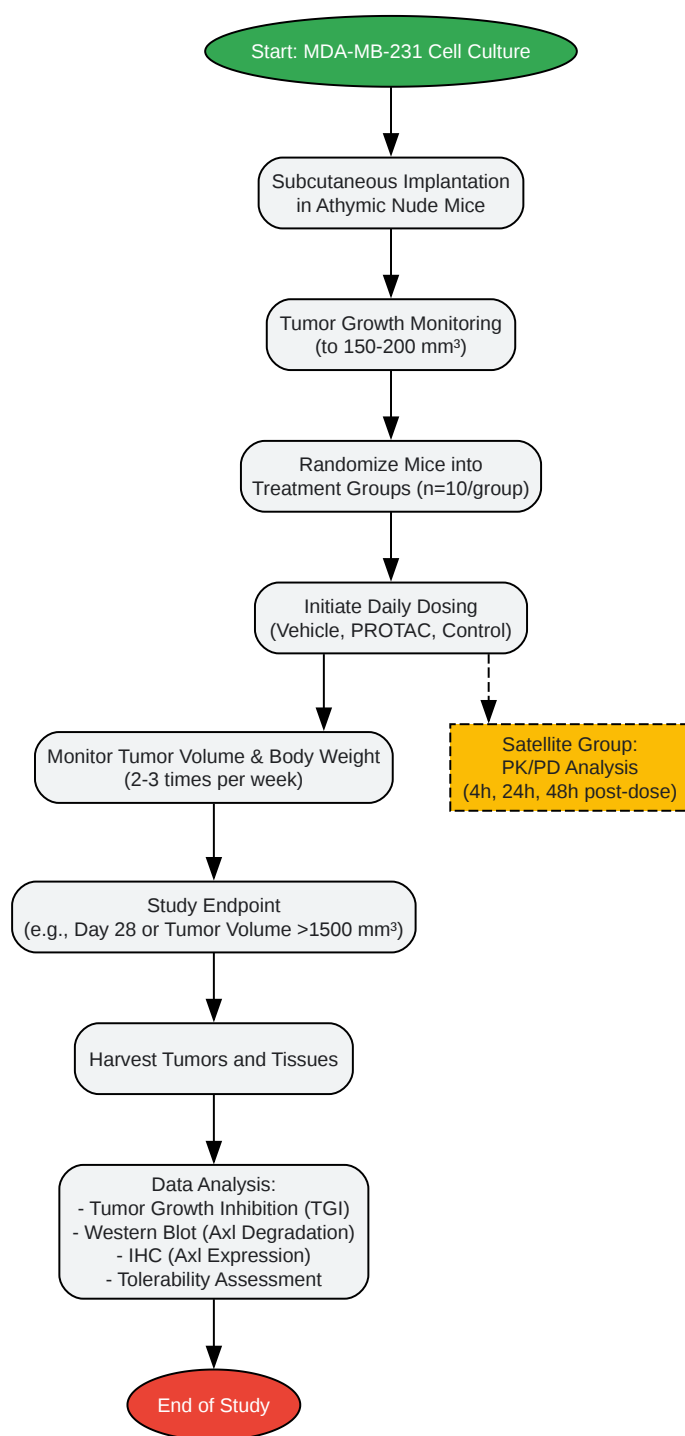 Start: MDA-MB-231 Cell Culture
Subcutaneous Implantation
in Athymic Nude Mice
Tumor Growth Monitoring
(to 150-200 mm³)
Randomize Mice into
Treatment Groups (n=10/group)
Initiate Daily Dosing
(Vehicle, PROTAC, Control)
Monitor Tumor Volume & Body Weight
(2-3 times per week)
Satellite Group:
PK/PD Analysis
(4h, 24h, 48h post-dose)
Study Endpoint
(e.g., Day 28 or Tumor Volume >1500 mm³)
Harvest Tumors and Tissues
Data Analysis:
- Tumor Growth Inhibition (TGI)
- Western Blot (Axl Degradation)
- IHC (Axl Expression)
- Tolerability Assessment
End of Study